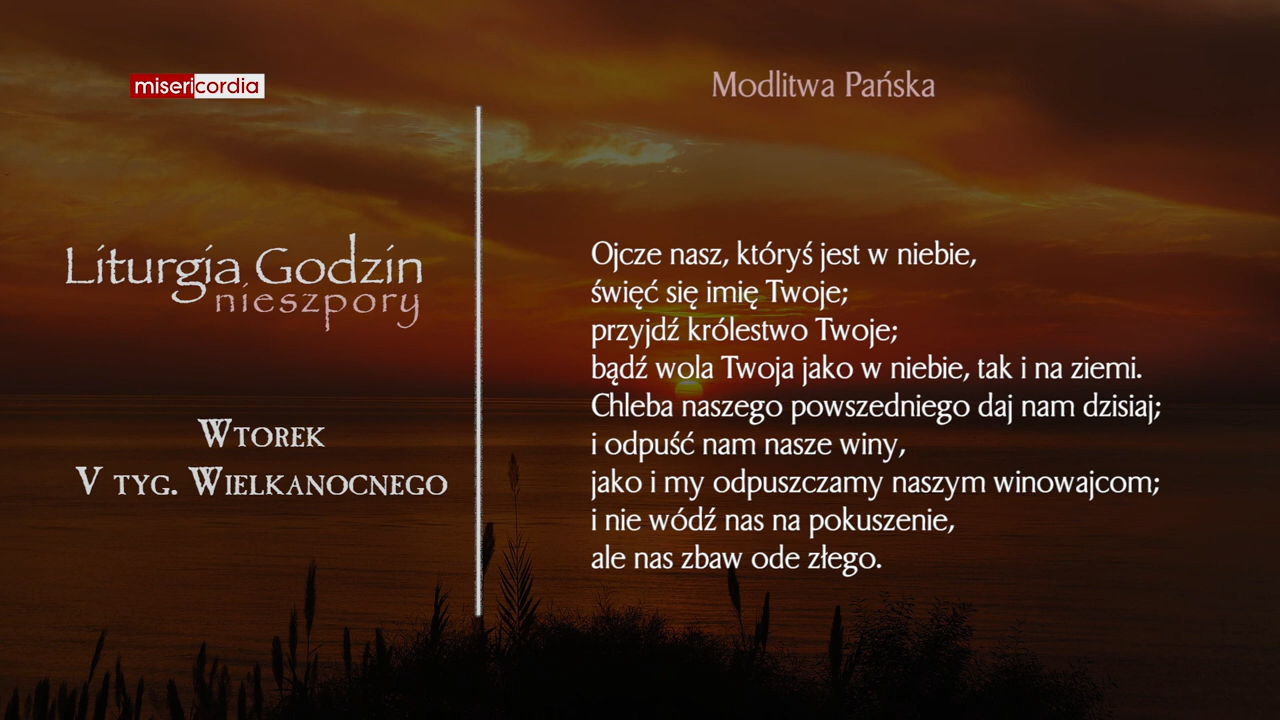 misericordia
Modlitwa Pańska
Liturgia Godzin
nieszpory
Wtorek
V tyg. Wielkanocnego
Ojcze nasz, któryś jest w niebie,
święć się imię Twoje;
przyjdź królestwo Twoje;
bądź wola Twoja jako w niebie, tak i na ziemi.
Chleba naszego powszedniego daj nam dzisiaj;
i odpuść nam nasze winy,
jako i my odpuszczamy naszym winowajcom;
i nie wódź nas na pokuszenie,
ale nas zbaw ode złego.